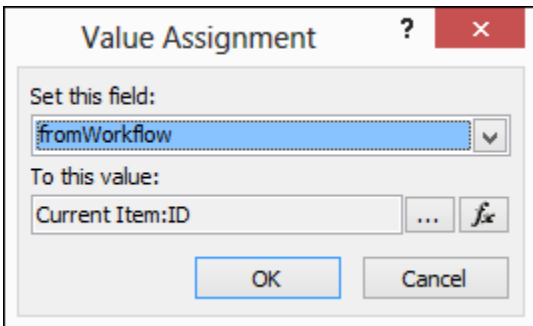 Value Assignment ? ×
Set this field:
fromWorkflow
To this value:
Current Item:ID ... fx
OK Cancel